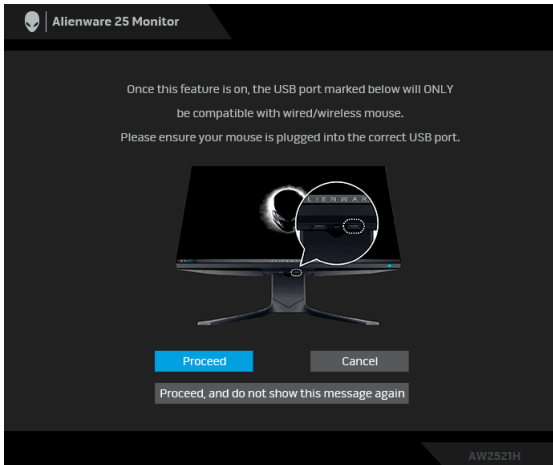 Alienware 25 Monitor
Once this feature is on, the USB port marked below will ONLY
be compatible with wired/wireless mouse.
Please ensure your mouse is plugged into the correct USB port.
LIENWAR
Proceed
Cancel
Proceed, and do not show this message again
AW2521H